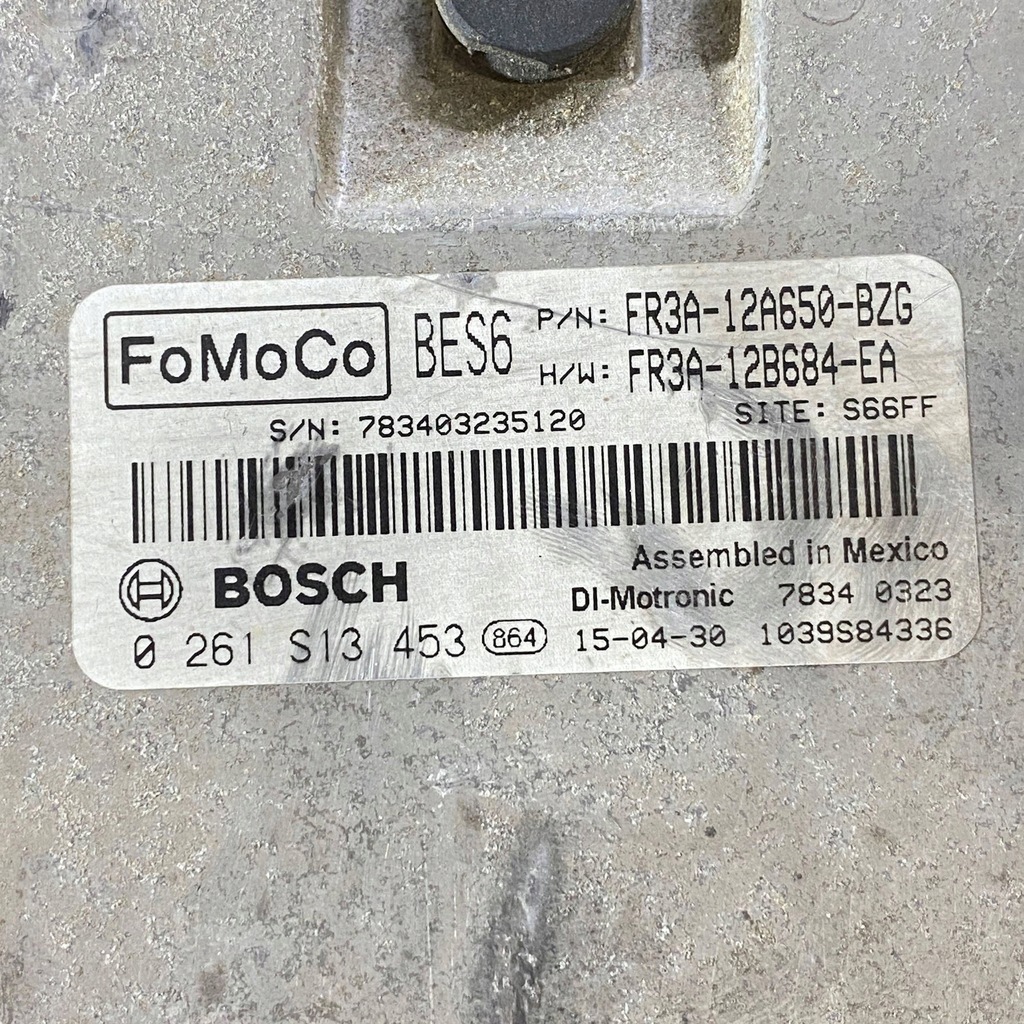 FoMoCo BES6 P/N: FR3A-12A650-BZG
H/W: FR3A-12B684-EA
S/N: 783403235120 SITE: S66FF
BOSCH Assembled in Mexico
DI-Motronic 7834 0323
0 261 S13 453 864 15-04-30 1039S84336